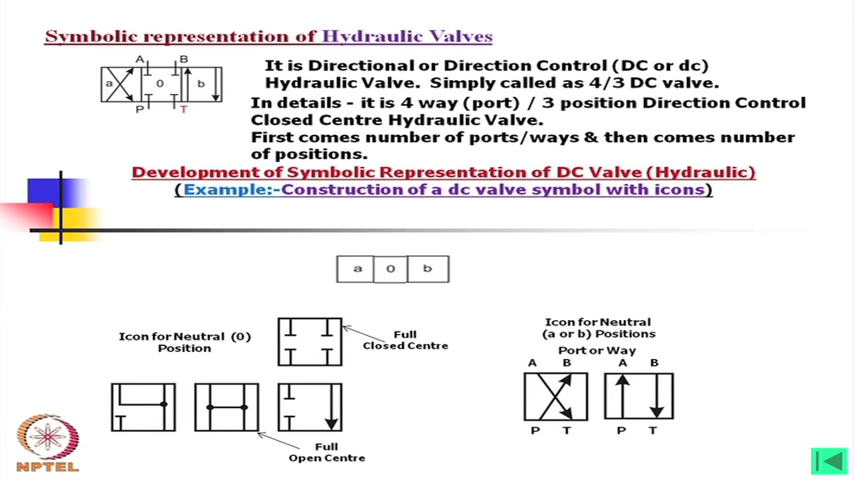 Symbolic representation of Hydraulic Valves
A B
a 0 b
P T
It is Directional or Direction Control (DC or dc)
Hydraulic Valve. Simply called as 4/3 DC valve.
In details - it is 4 way (port) / 3 position Direction Control
Closed Centre Hydraulic Valve.
First comes number of ports/ways & then comes number
of positions.
Development of Symbolic Representation of DC Valve (Hydraulic)
(Example:-Construction of a dc valve symbol with icons)
a 0 b
Icon for Neutral (0)
Position
Full
Closed Centre
Full
Open Centre
Icon for Neutral
(a or b) Positions
Port or Way
A B A B
P T P T
NPTEL